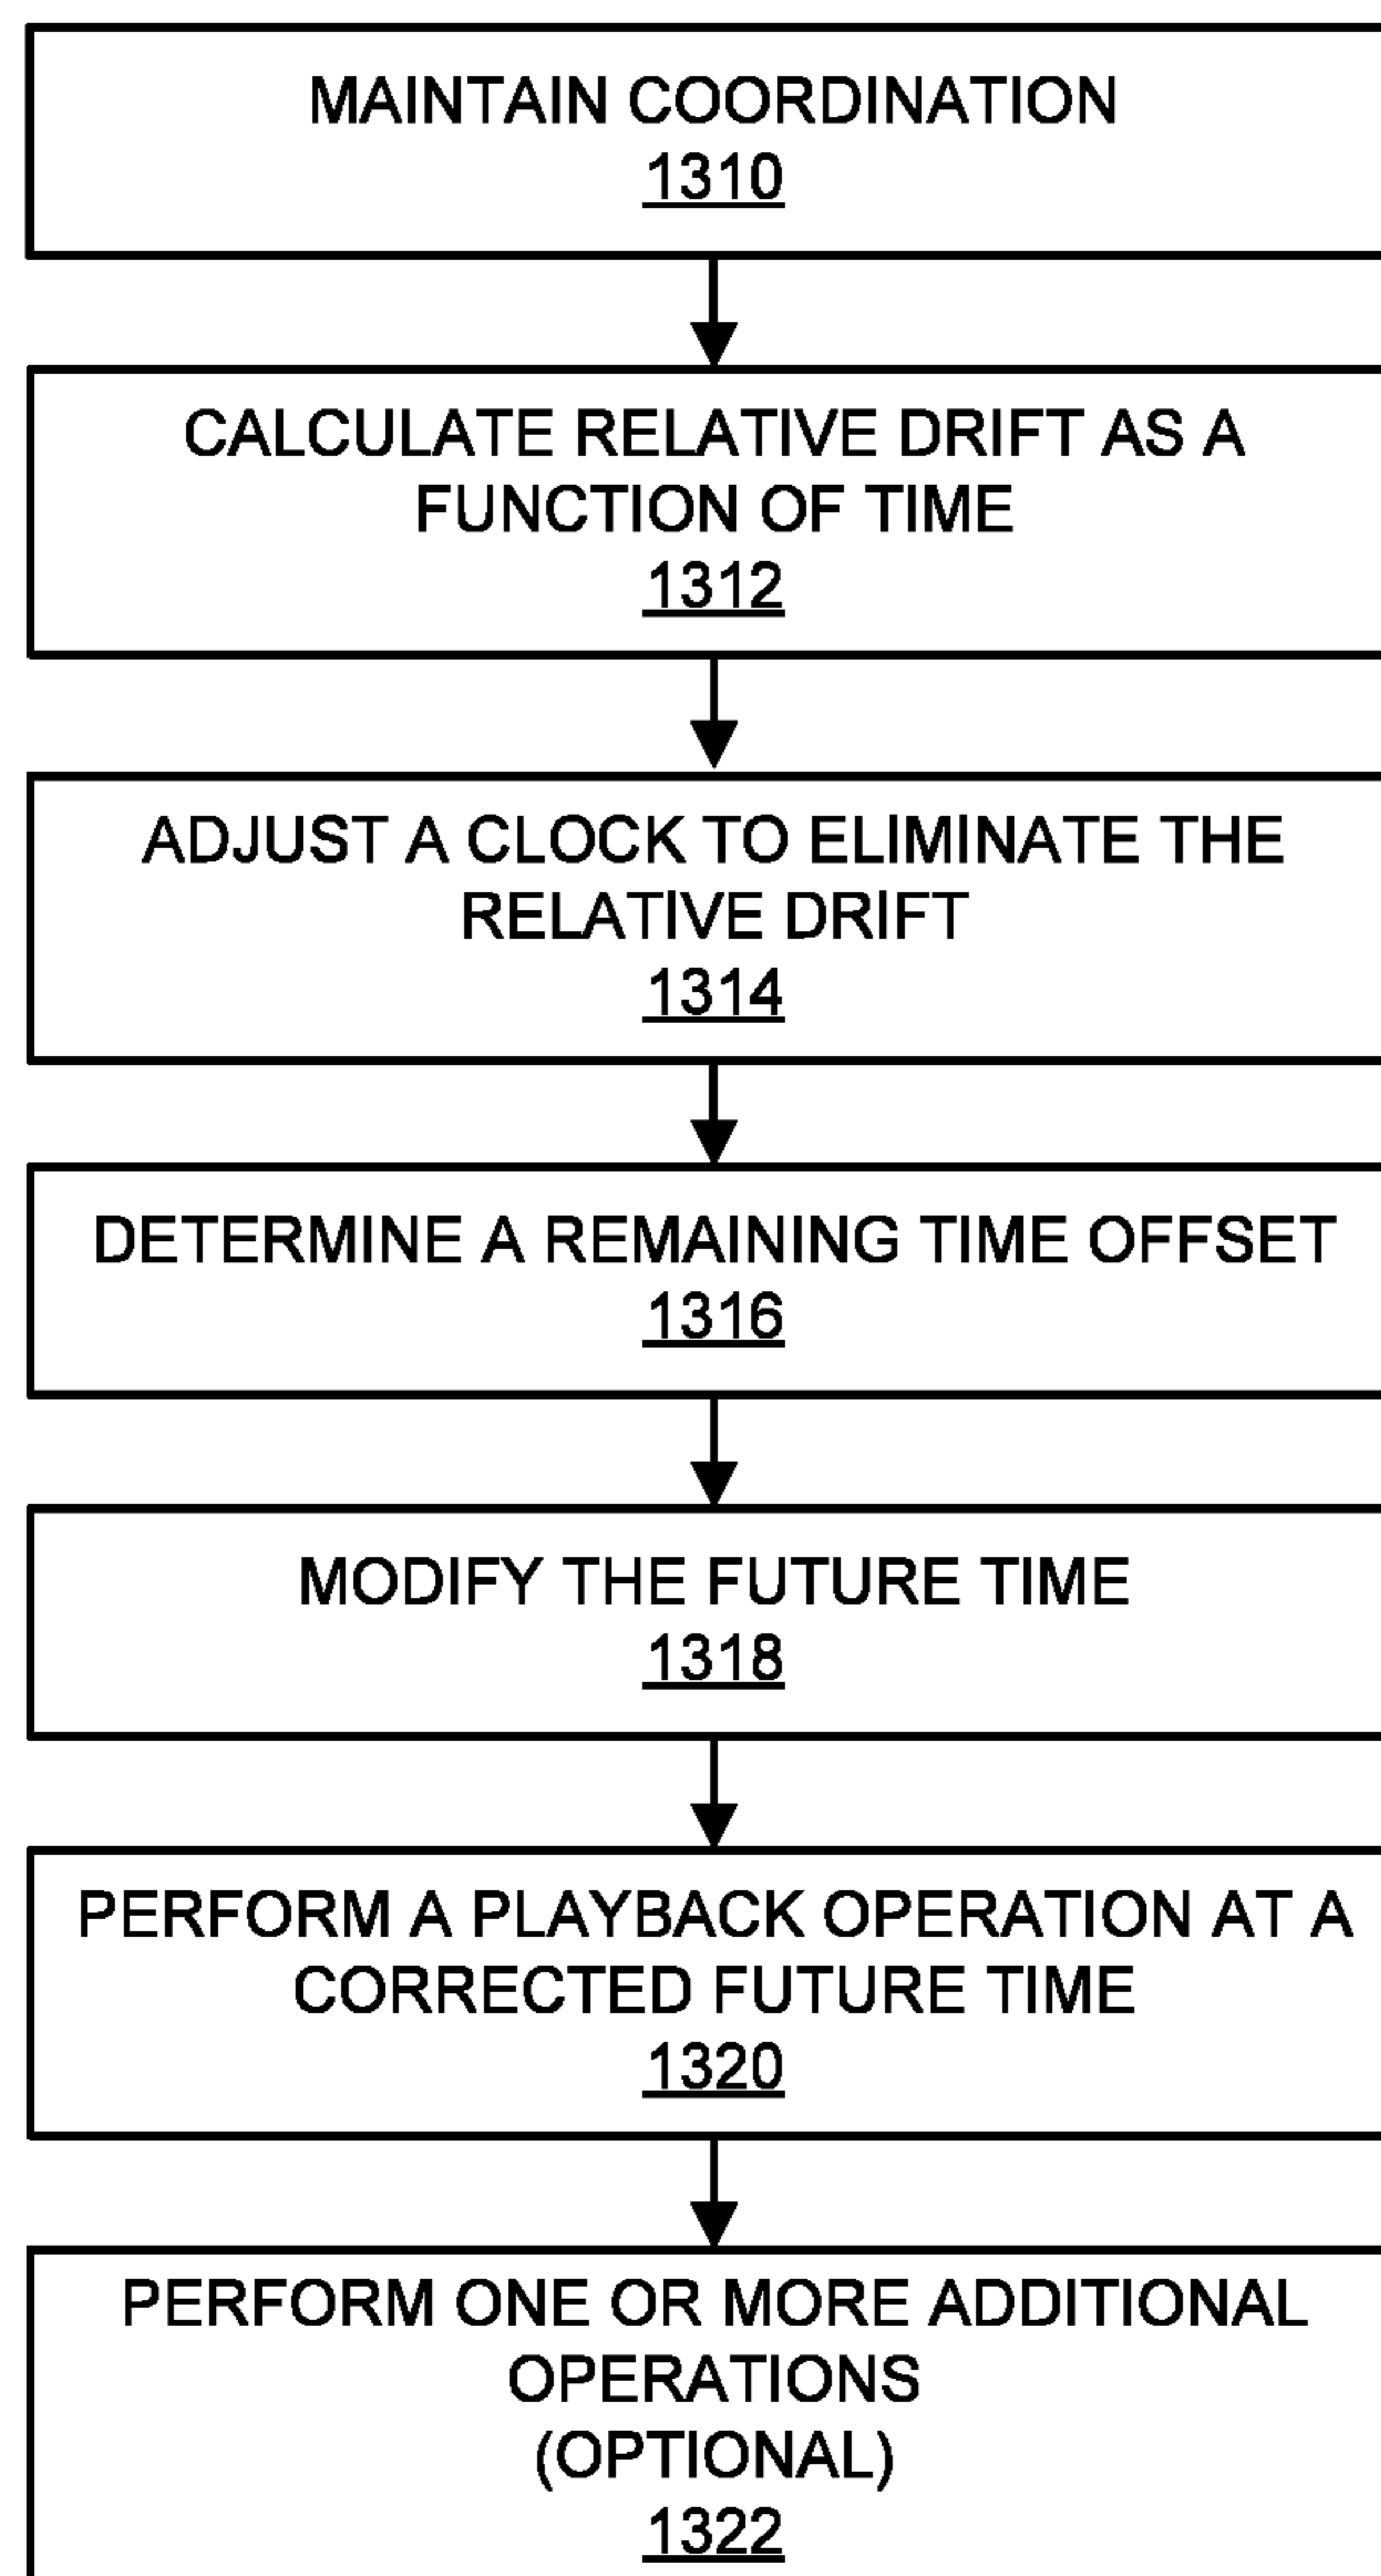 MAINTAIN COORDINATION
1310
CALCULATE RELATIVE DRIFT AS A
FUNCTION OF TIME
1312
ADJUST A CLOCK TO ELIMINATE THE
RELATIVE DRIFT
1314
DETERMINE A REMAINING TIME OFFSET
1316
MODIFY THE FUTURE TIME
1318
PERFORM A PLAYBACK OPERATION AT A
CORRECTED FUTURE TIME
1320
PERFORM ONE OR MORE ADDITIONAL
OPERATIONS
(OPTIONAL)
1322